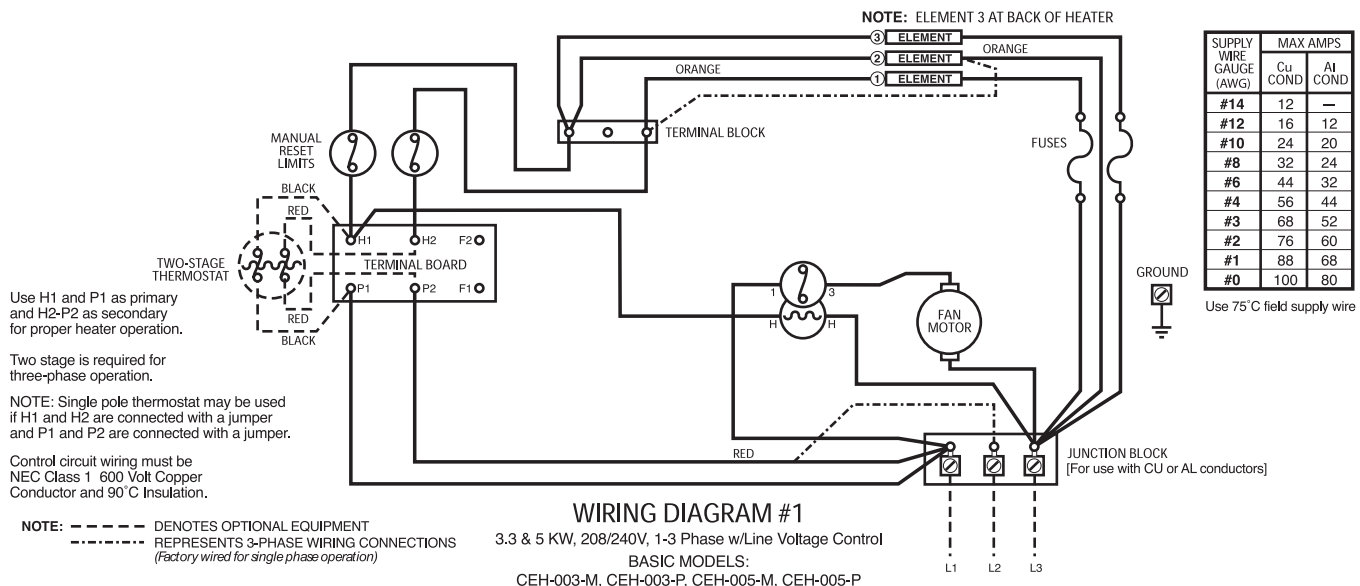 NOTE: ELEMENT 3 AT BACK OF HEATER
3 ELEMENT
2 ELEMENT
1 ELEMENT
ORANGE
ORANGE
TERMINAL BLOCK
MANUAL
RESET
LIMITS
FUSES
BLACK
RED
H1 H2 F2
TERMINAL BOARD
P1 P2 F1
TWO-STAGE
THERMOSTAT
RED
BLACK
1 3
H H
FAN
MOTOR
GROUND
RED
JUNCTION BLOCK
[For use with CU or AL conductors]
L1 L2 L3
SUPPLY
WIRE
GAUGE
(AWG)
MAX AMPS
Cu
COND
Al
COND
#14 12 —
#12 16 12
#10 24 20
#8 32 24
#6 44 32
#4 56 44
#3 68 52
#2 76 60
#1 88 68
#0 100 80
Use 75˚C field supply wire
Use H1 and P1 as primary
and H2-P2 as secondary
for proper heater operation.
Two stage is required for
three-phase operation.
NOTE: Single pole thermostat may be used
if H1 and H2 are connected with a jumper
and P1 and P2 are connected with a jumper.
Control circuit wiring must be
NEC Class 1 600 Volt Copper
Conductor and 90˚C Insulation.
NOTE: DENOTES OPTIONAL EQUIPMENT
REPRESENTS 3-PHASE WIRING CONNECTIONS
(Factory wired for single phase operation)
WIRING DIAGRAM #1
3.3 & 5 KW, 208/240V, 1-3 Phase w/Line Voltage Control
BASIC MODELS:
CEH-003-M, CEH-003-P, CEH-005-M, CEH-005-P